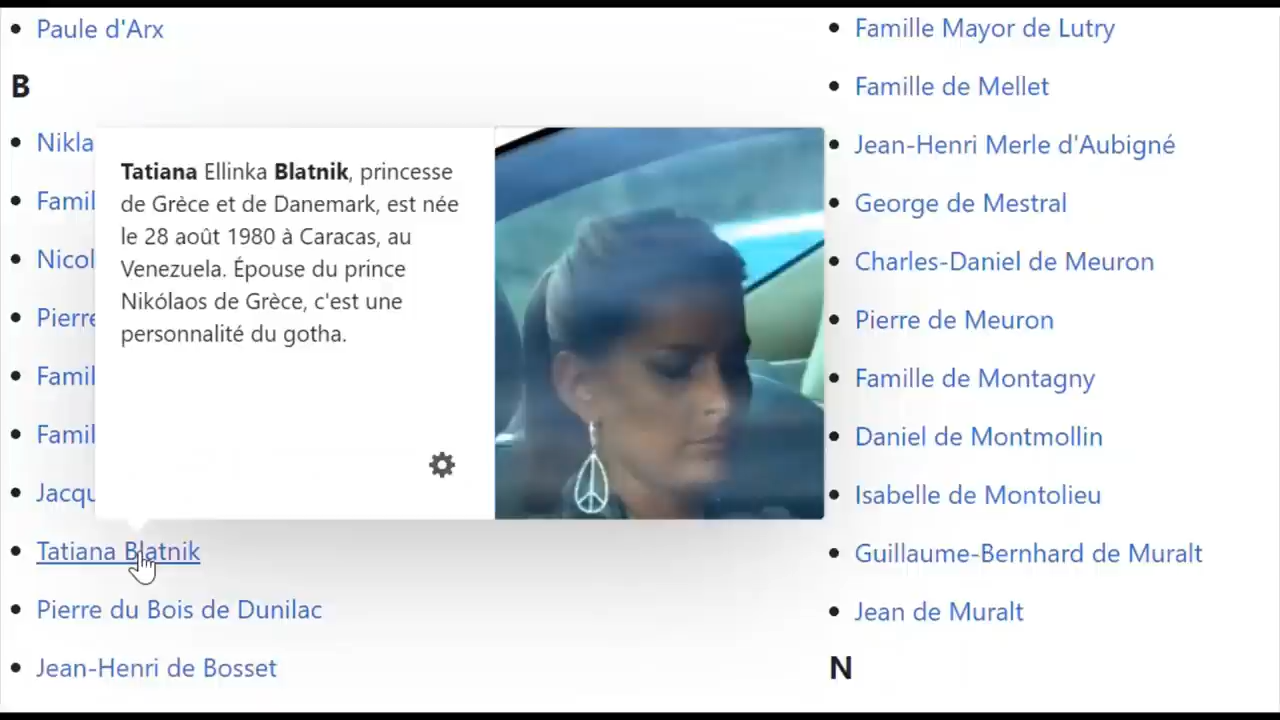 Paule d'Arx
B
Nikla
Famil
Nicol
Pierre
Famil
Famil
Jacqu
Tatiana Ellinka Blatnik, princesse
de Grèce et de Danemark, est née
le 28 août 1980 à Caracas, au
Venezuela. Épouse du prince
Nikólaos de Grèce, c'est une
personnalité du gotha.
Tatiana Blatnik
Pierre du Bois de Dunilac
Jean-Henri de Bosset
Famille Mayor de Lutry
Famille de Mellet
Jean-Henri Merle d'Aubigné
George de Mestral
Charles-Daniel de Meuron
Pierre de Meuron
Famille de Montagny
Daniel de Montmollin
Isabelle de Montolieu
Guillaume-Bernhard de Muralt
Jean de Muralt
N